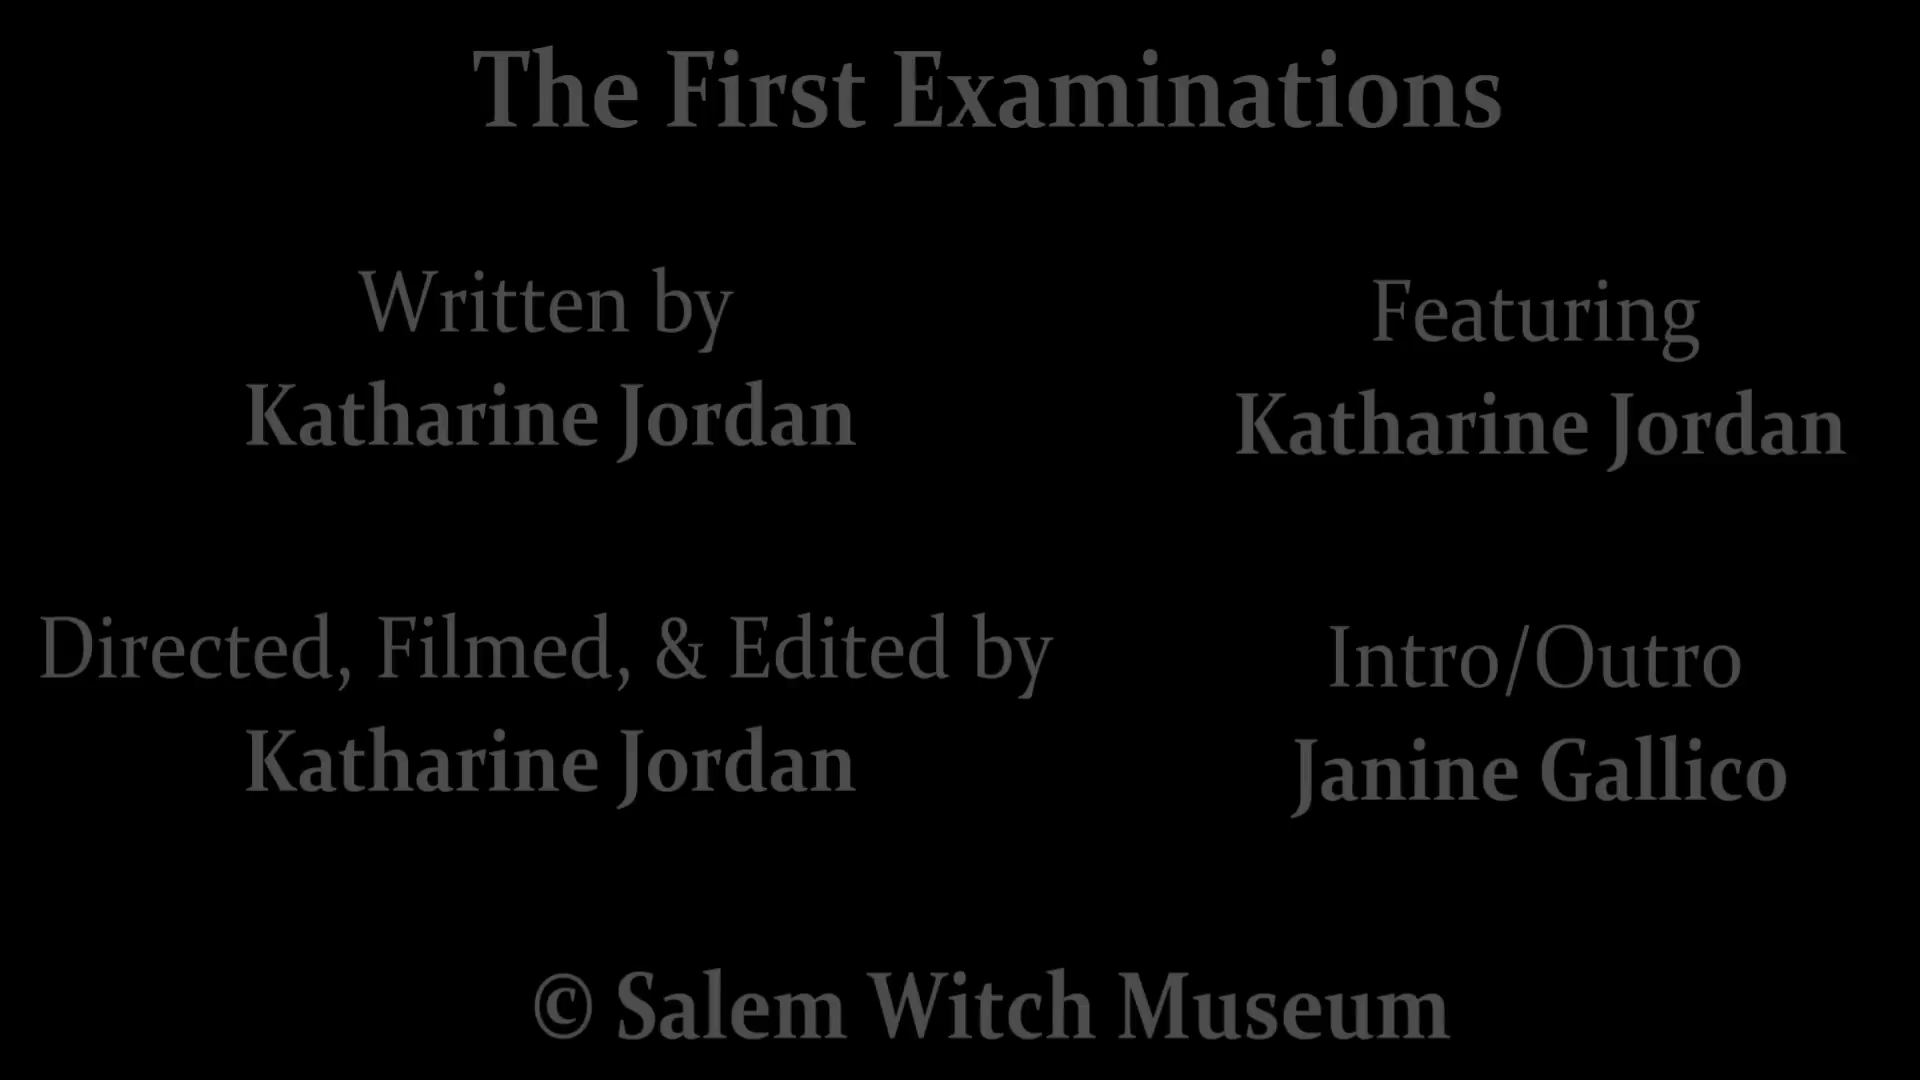 The First Examinations
Written by
Katharine Jordan
Featuring
Katharine Jordan
Directed, Filmed, & Edited by
Katharine Jordan
Intro/Outro
Janine Gallico
© Salem Witch Museum